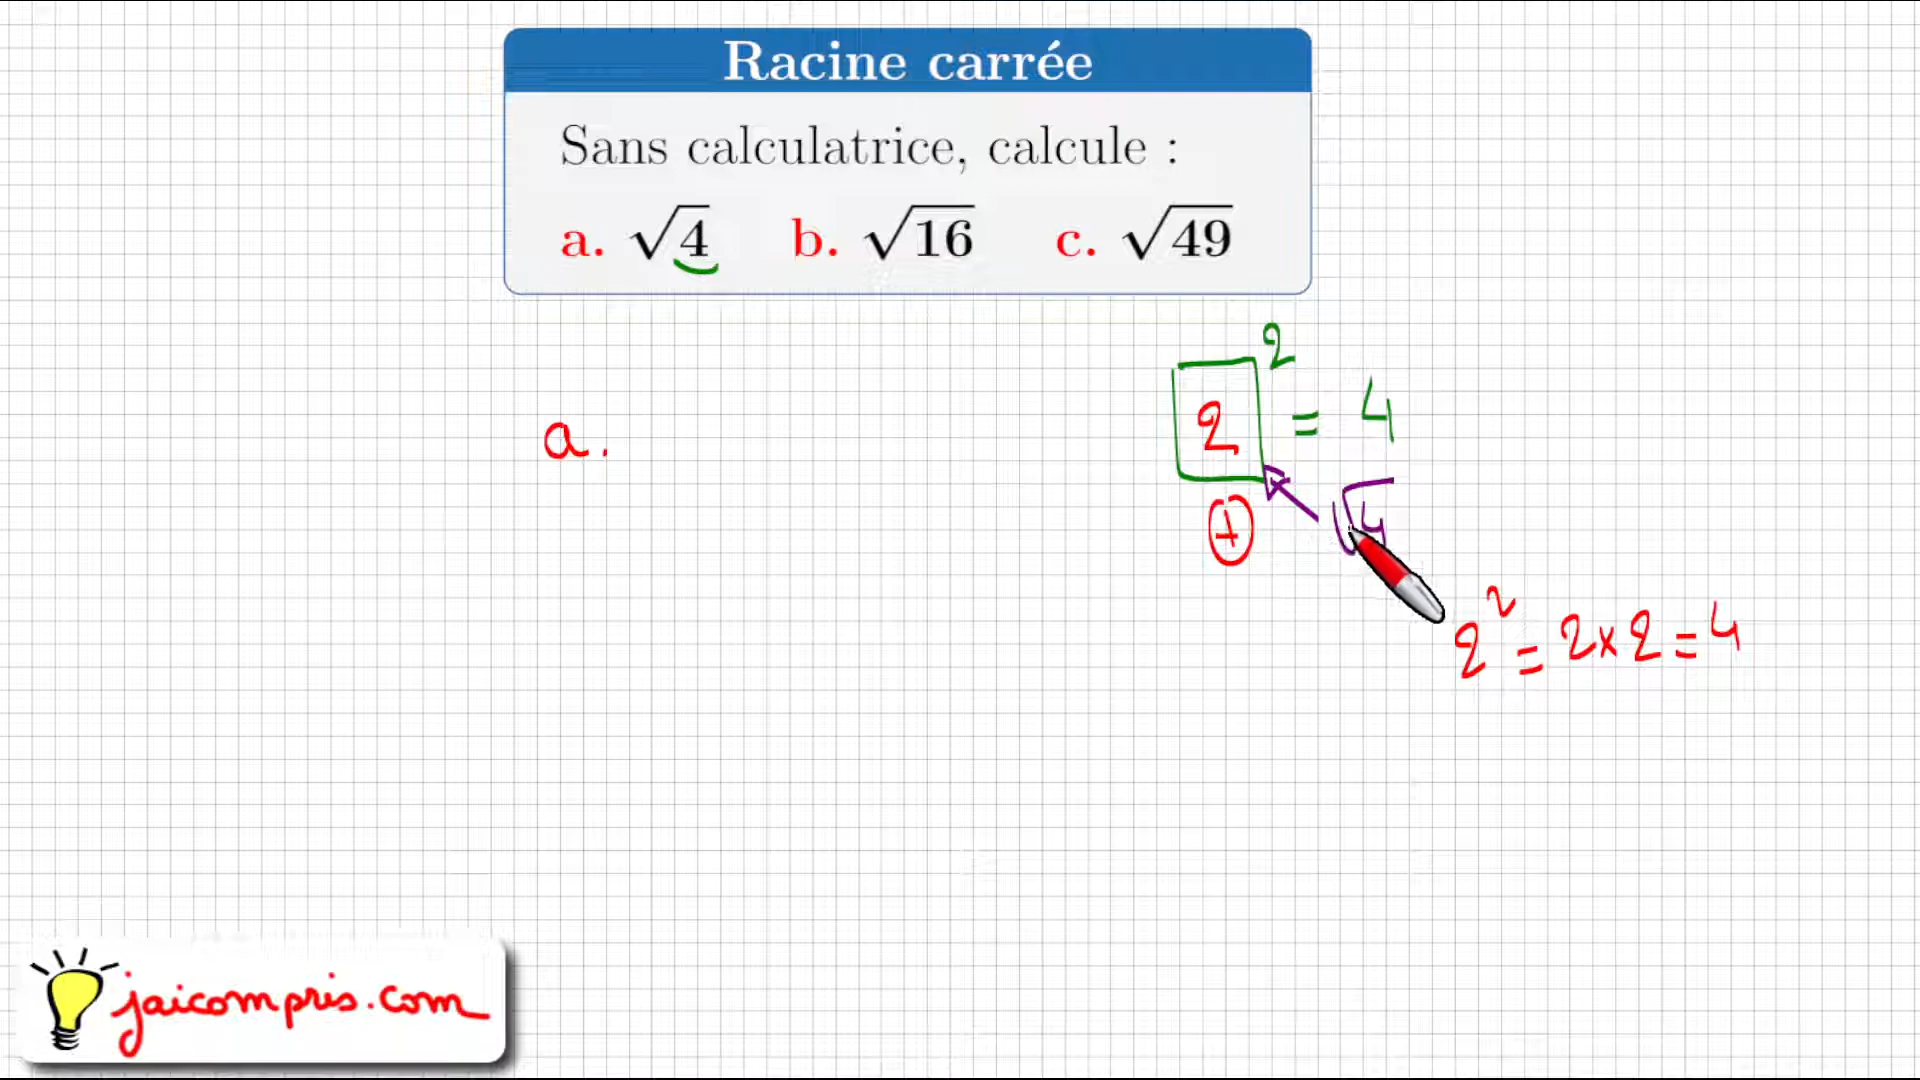 Racine carrée
Sans calculatrice, calcule :
a. √4 b. √16 c. √49
a.
2² = 4
(+) √4
2² = 2 × 2 = 4
jaicompris.com